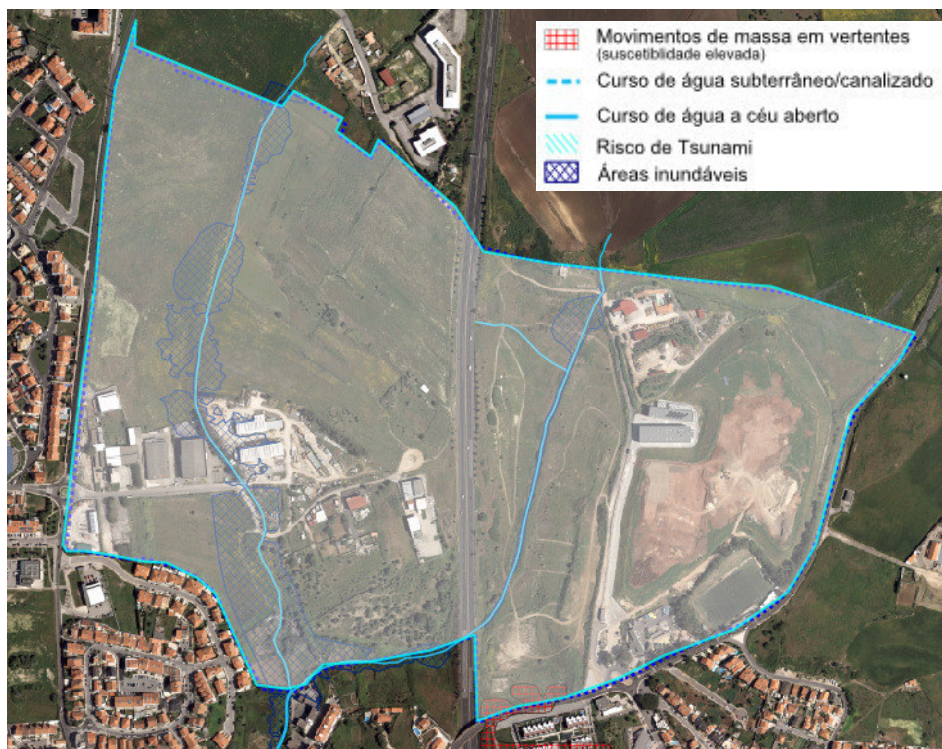 Movimentos de massa em vertentes
(suscetiblidade elevada)
Curso de água subterrâneo/canalizado
Curso de água a céu aberto
Risco de Tsunami
Áreas inundáveis